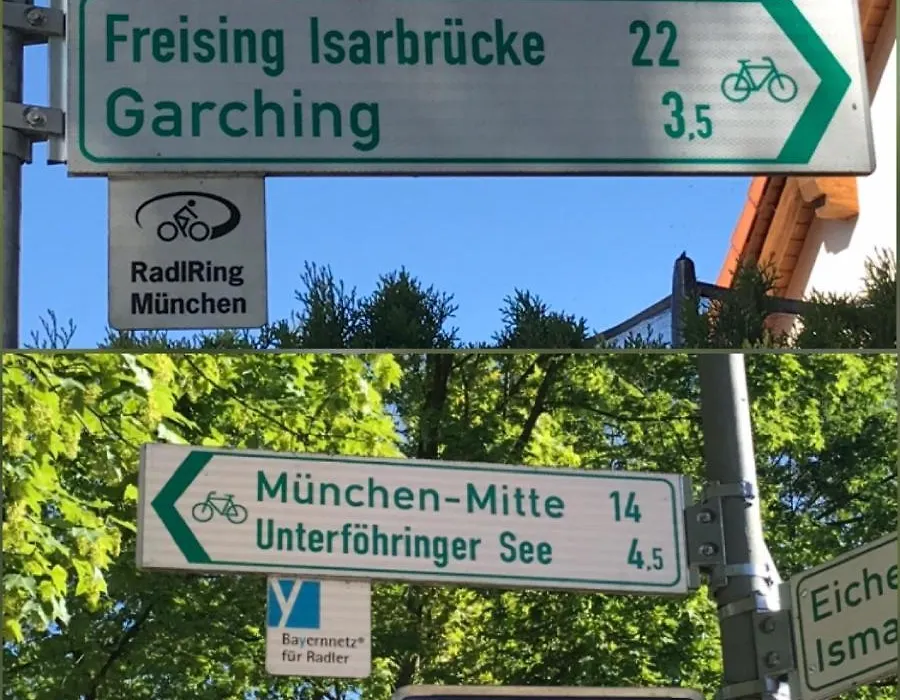 Freising Isarbrücke 22
Garching 3,5
RadlRing
München
München-Mitte 14
Unterföhringer See 4,5
Bayernnetz®
für Radler